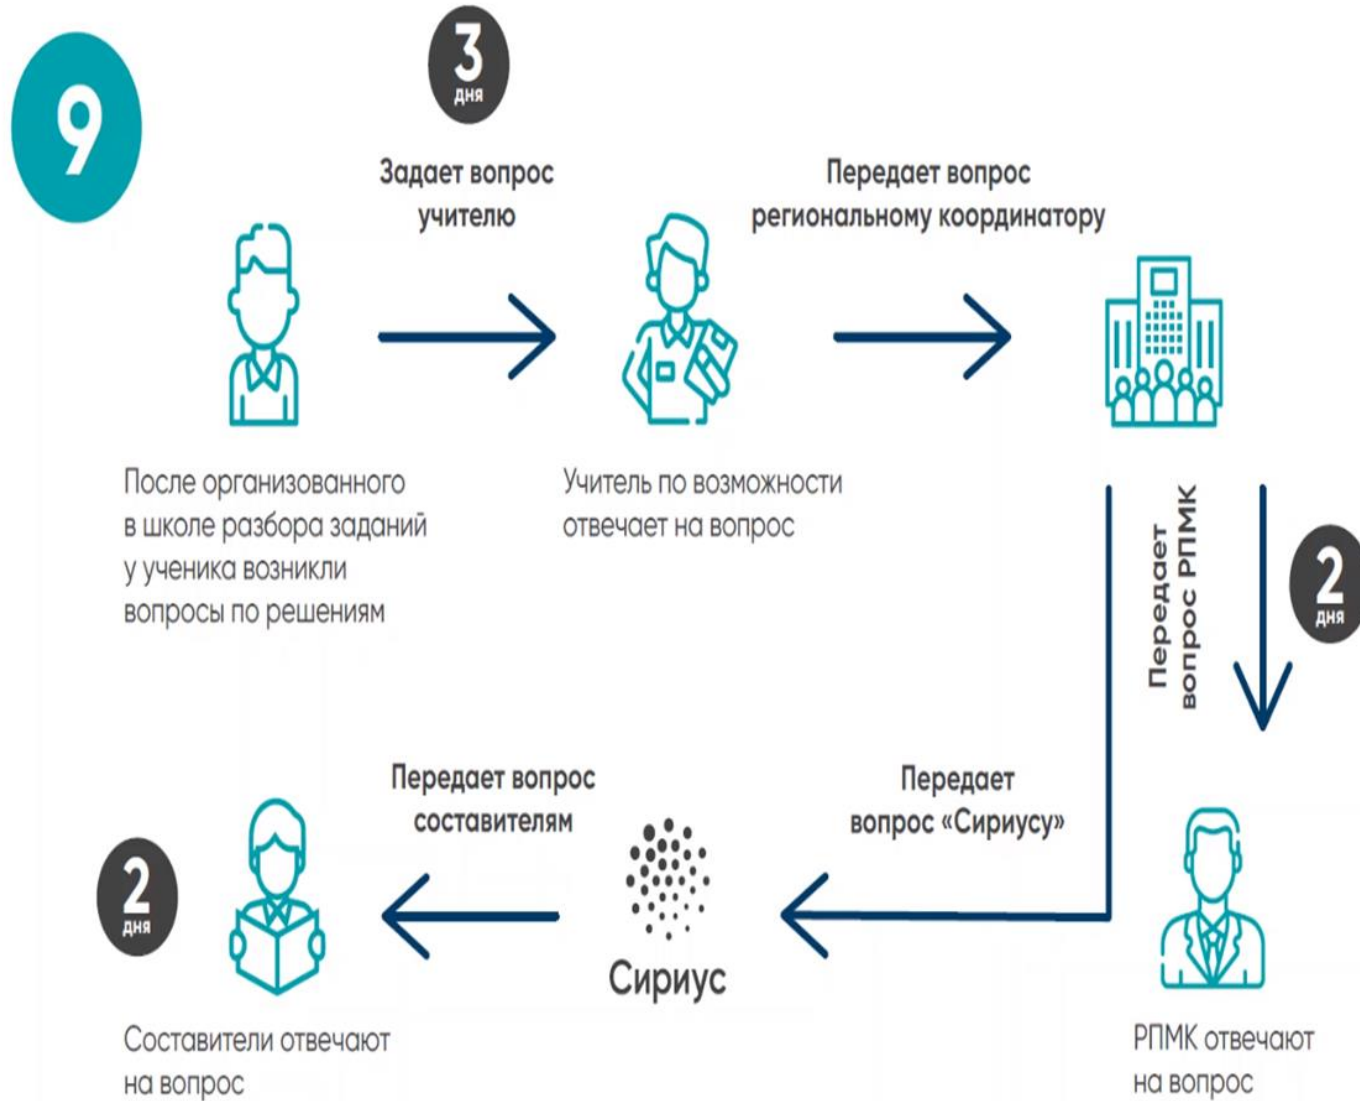 9
3
дня
Задает вопрос
учителю
Передает вопрос
региональному координатору
После организованного
в школе разбора заданий
у ученика возникли
вопросы по решениям
Учитель по возможности
отвечает на вопрос
Передает
вопрос РПМК
2
дня
Передает вопрос
составителям
Передает
вопрос «Сириусу»
2
дня
Сириус
Составители отвечают
на вопрос
РПМК отвечают
на вопрос